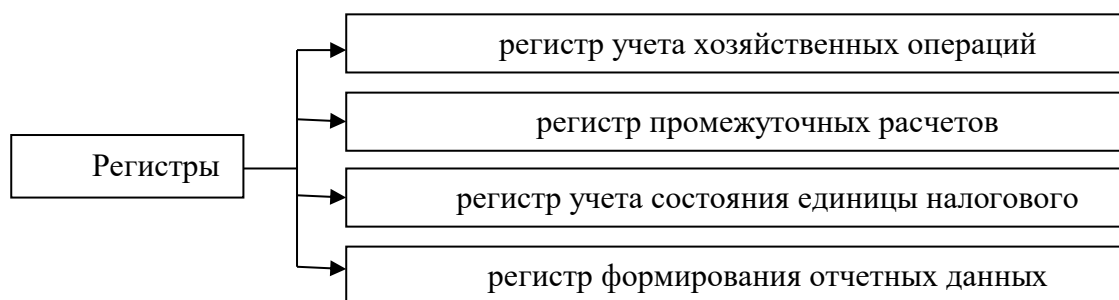 регистр учета хозяйственных операций
регистр промежуточных расчетов
Регистры
регистр учета состояния единицы налогового
регистр формирования отчетных данных